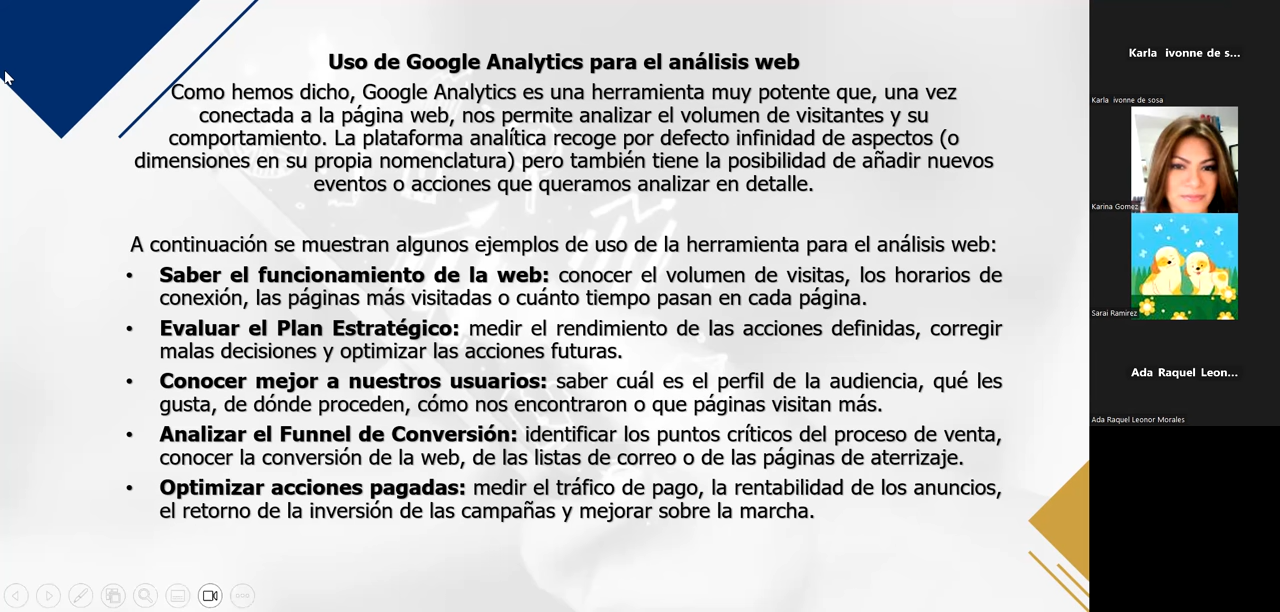 Uso de Google Analytics para el análisis web
Como hemos dicho, Google Analytics es una herramienta muy potente que, una vez
conectada a la página web, nos permite analizar el volumen de visitantes y su
comportamiento. La plataforma analítica recoge por defecto infinidad de aspectos (o
dimensiones en su propia nomenclatura) pero también tiene la posibilidad de añadir nuevos
eventos o acciones que queramos analizar en detalle.
A continuación se muestran algunos ejemplos de uso de la herramienta para el análisis web:
• Saber el funcionamiento de la web: conocer el volumen de visitas, los horarios de
conexión, las páginas más visitadas o cuánto tiempo pasan en cada página.
• Evaluar el Plan Estratégico: medir el rendimiento de las acciones definidas, corregir
malas decisiones y optimizar las acciones futuras.
• Conocer mejor a nuestros usuarios: saber cuál es el perfil de la audiencia, qué les
gusta, de dónde proceden, cómo nos encontraron o que páginas visitan más.
• Analizar el Funnel de Conversión: identificar los puntos críticos del proceso de venta,
conocer la conversión de la web, de las listas de correo o de las páginas de aterrizaje.
• Optimizar acciones pagadas: medir el tráfico de pago, la rentabilidad de los anuncios,
el retorno de la inversión de las campañas y mejorar sobre la marcha.
Karla ivonne de s...
Karla ivonne de sosa
Karina Gomez
Sarai Ramirez
Ada Raquel Leon...
Ada Raquel Leonor Morales